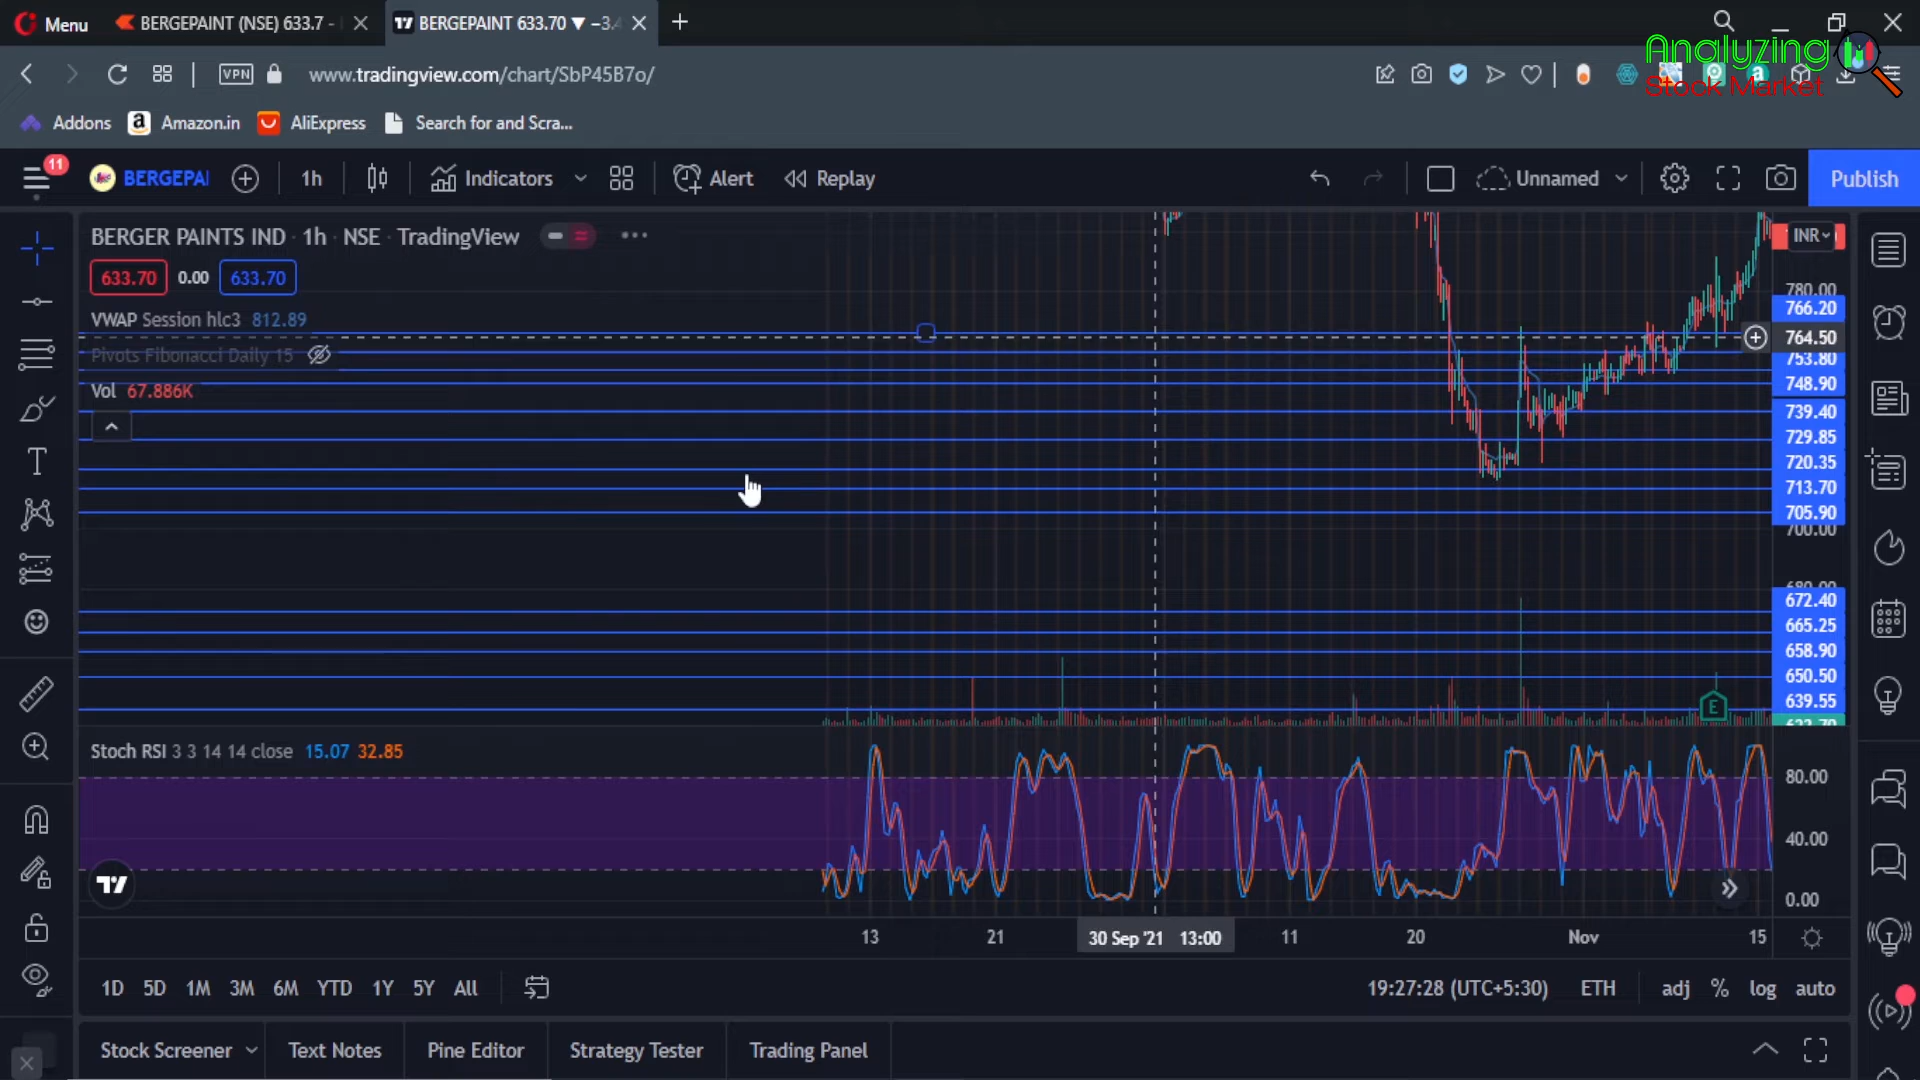 Menu
BERGEPAINT (NSE) 633.7 -
BERGEPAINT 633.70 ▼ −3.4
Analyzing
Stock Market
VPN
www.tradingview.com/chart/SbP45B7o/
Addons
Amazon.in
AliExpress
Search for and Scra...
11
BERGEPAI
1h
Indicators
Alert
Replay
Unnamed
Publish
BERGER PAINTS IND · 1h · NSE · TradingView
INR
633.70
0.00
633.70
VWAP Session hlc3 812.89
Pivots Fibonacci Daily 15
Vol 67.886K
780.00
766.20
764.50
753.80
748.90
739.40
729.85
720.35
713.70
705.90
700.00
680.00
672.40
665.25
658.90
650.50
639.55
E
Stoch RSI 3 3 14 14 close 15.07 32.85
80.00
40.00
0.00
13
21
30 Sep '21 13:00
11
20
Nov
15
1D 5D 1M 3M 6M YTD 1Y 5Y All
19:27:28 (UTC+5:30)
ETH
adj
%
log
auto
Stock Screener
Text Notes
Pine Editor
Strategy Tester
Trading Panel